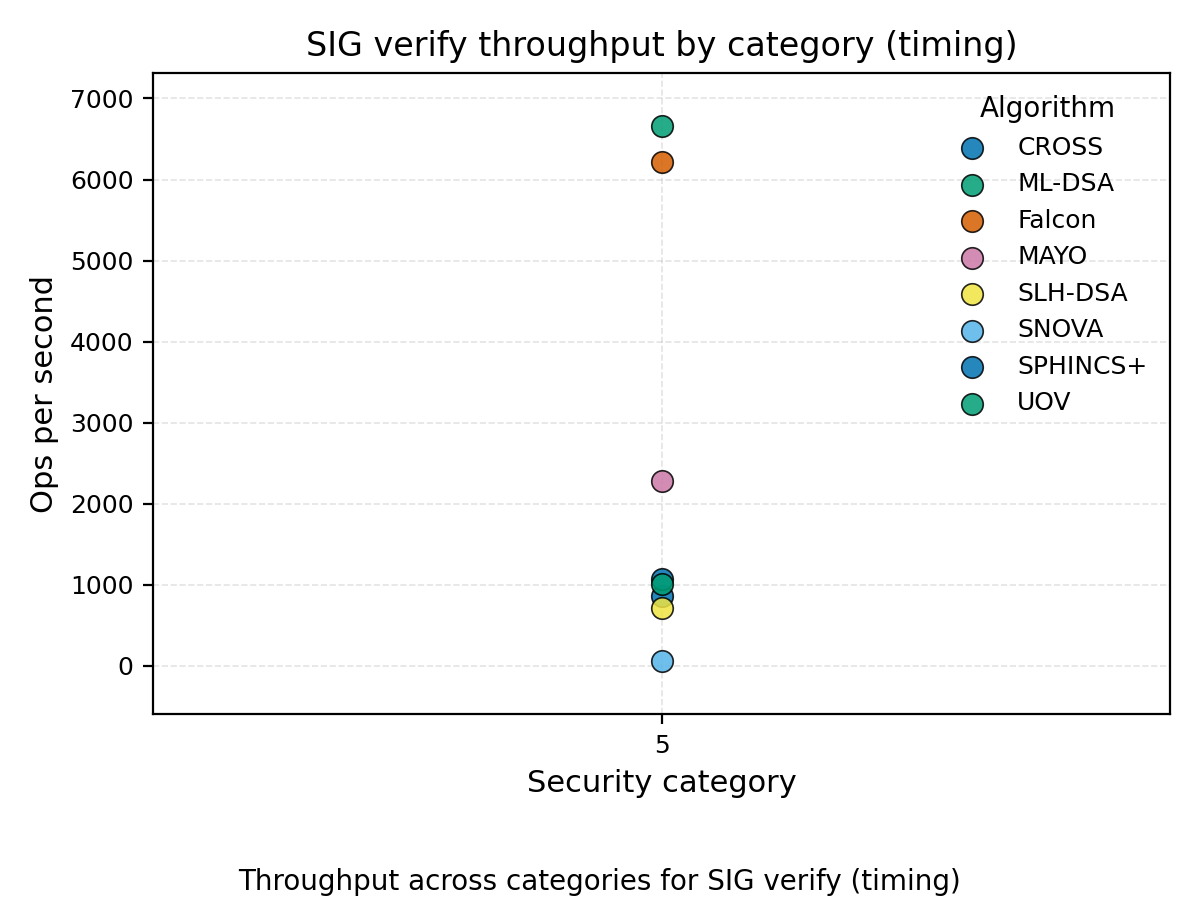 SIG verify throughput by category (timing)
Ops per second
7000
6000
5000
4000
3000
2000
1000
0
Algorithm
CROSS
ML-DSA
Falcon
MAYO
SLH-DSA
SNOVA
SPHINCS+
UOV
5
Security category
Throughput across categories for SIG verify (timing)